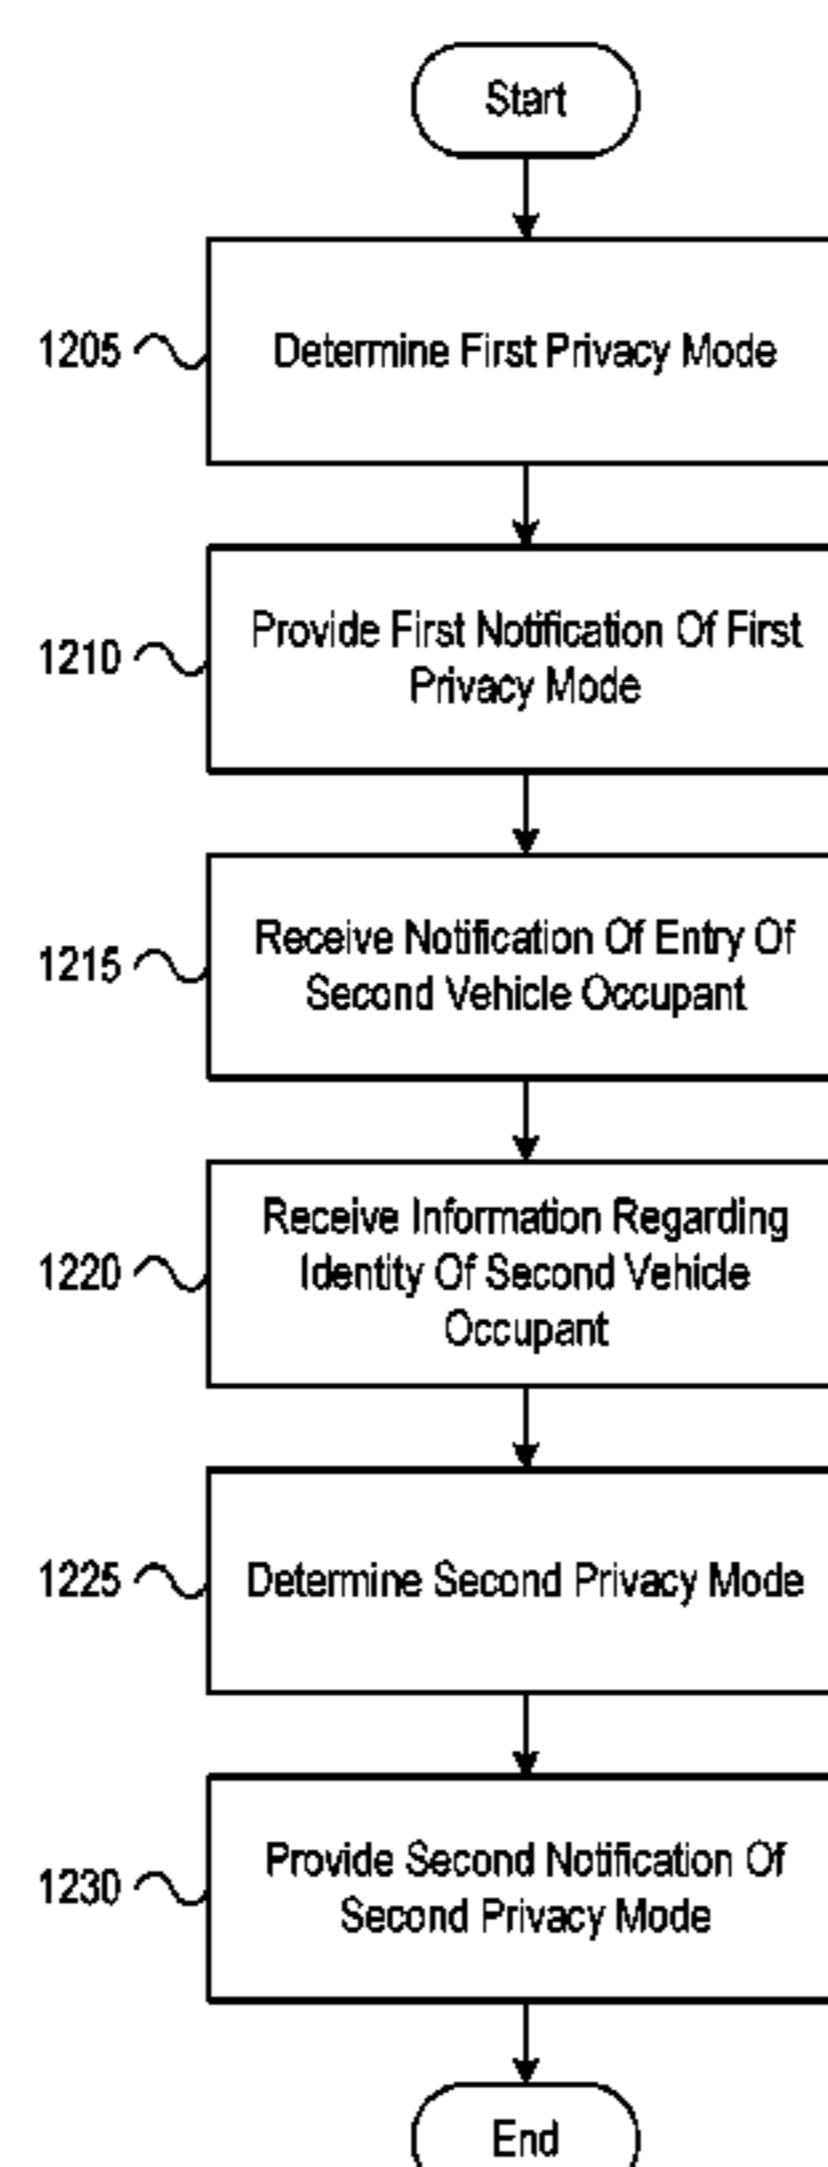 Start
1205
Determine First Privacy Mode
1210
Provide First Notification Of First
Privacy Mode
1215
Receive Notification Of Entry Of
Second Vehicle Occupant
1220
Receive Information Regarding
Identity Of Second Vehicle
Occupant
1225
Determine Second Privacy Mode
1230
Provide Second Notification Of
Second Privacy Mode
End